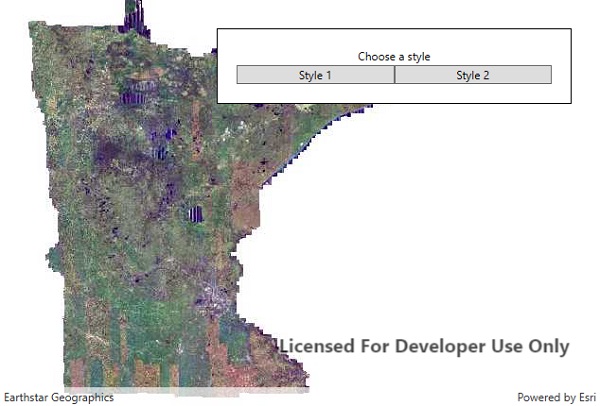 Choose a style
Style 1
Style 2
Licensed For Developer Use Only
Earthstar Geographics
Powered by Esri